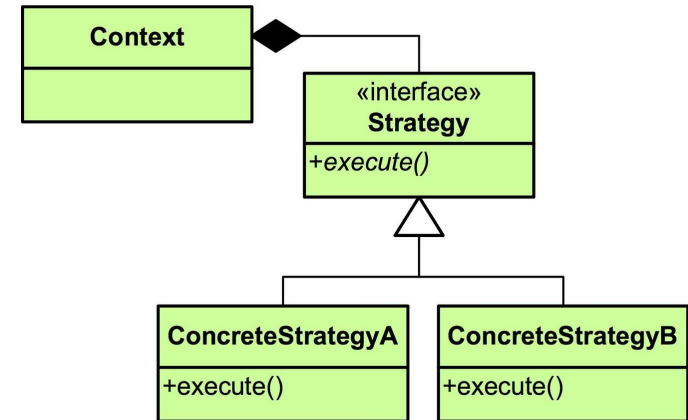 Context
«interface»
Strategy
+execute()
ConcreteStrategyA
ConcreteStrategyB
+execute()
+execute()